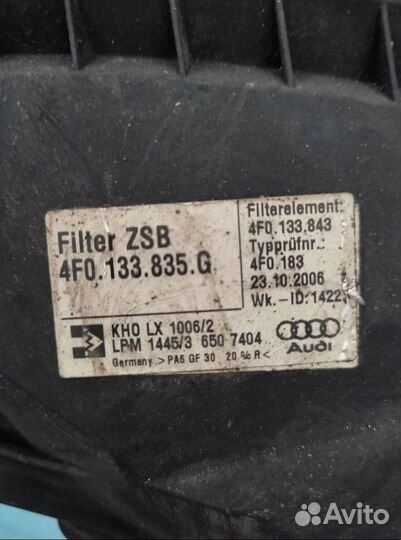 Filter ZSB
4F0.133.835.G
Filterelement:
4F0.133.843
Typprüfnr.:
4F0.183
23.10.2006
Wk.-ID:1422
KHO LX 1006/2
LPM 1445/3 650 7404
Germany .>PA6 GF 30 20 % R<
Audi
Avito